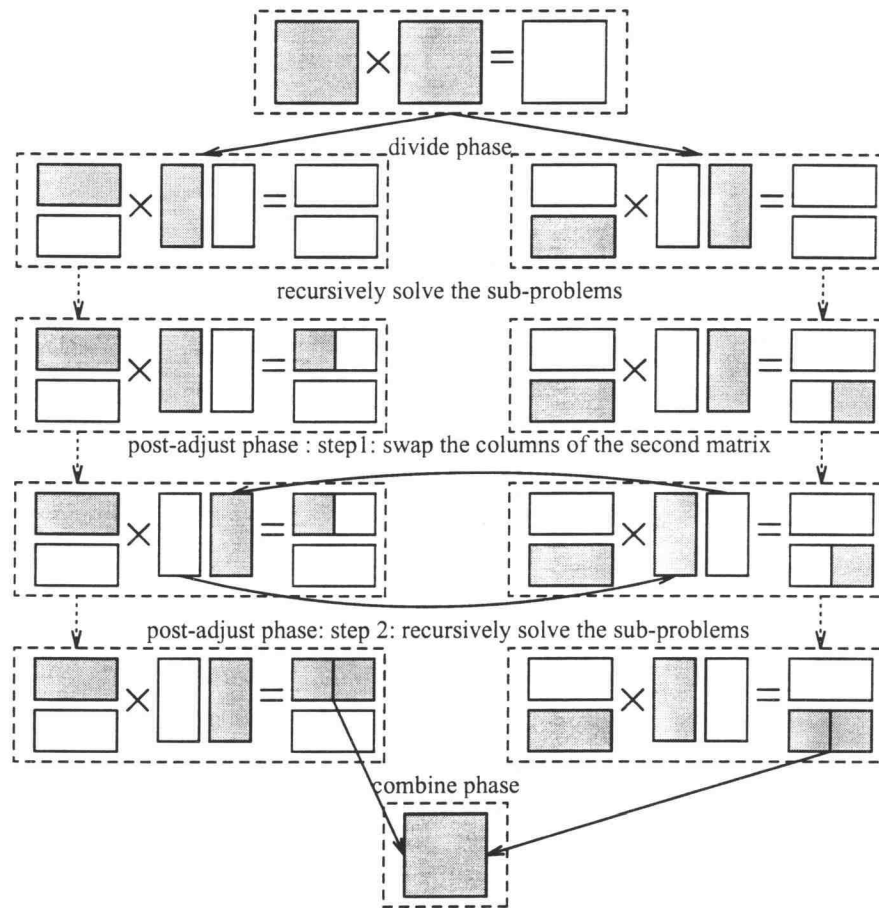 divide phase
recursively solve the sub-problems
post-adjust phase : step1: swap the columns of the second matrix
post-adjust phase: step 2: recursively solve the sub-problems
combine phase